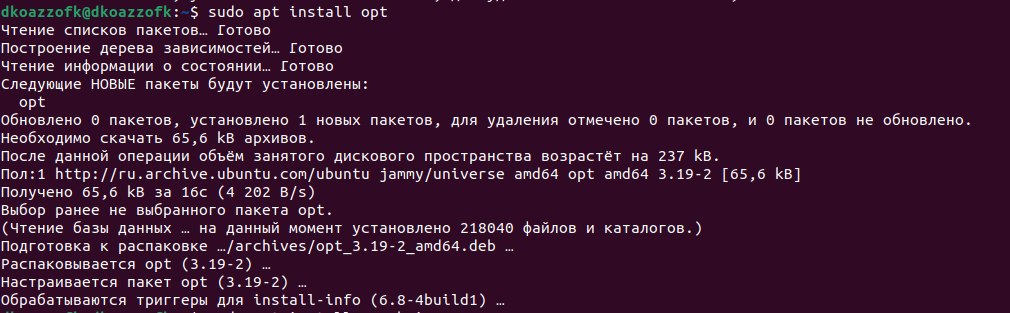 dkoazzofk@dkoazzofk:~$ sudo apt install opt
Чтение списков пакетов… Готово
Построение дерева зависимостей… Готово
Чтение информации о состоянии… Готово
Следующие НОВЫЕ пакеты будут установлены:
  opt
Обновлено 0 пакетов, установлено 1 новых пакетов, для удаления отмечено 0 пакетов, и 0 пакетов не обновлено.
Необходимо скачать 65,6 kB архивов.
После данной операции объём занятого дискового пространства возрастёт на 237 kB.
Пол:1 http://ru.archive.ubuntu.com/ubuntu jammy/universe amd64 opt amd64 3.19-2 [65,6 kB]
Получено 65,6 kB за 16с (4 202 B/s)
Выбор ранее не выбранного пакета opt.
(Чтение базы данных … на данный момент установлено 218040 файлов и каталогов.)
Подготовка к распаковке …/archives/opt_3.19-2_amd64.deb …
Распаковывается opt (3.19-2) …
Настраивается пакет opt (3.19-2) …
Обрабатываются триггеры для install-info (6.8-4build1) …